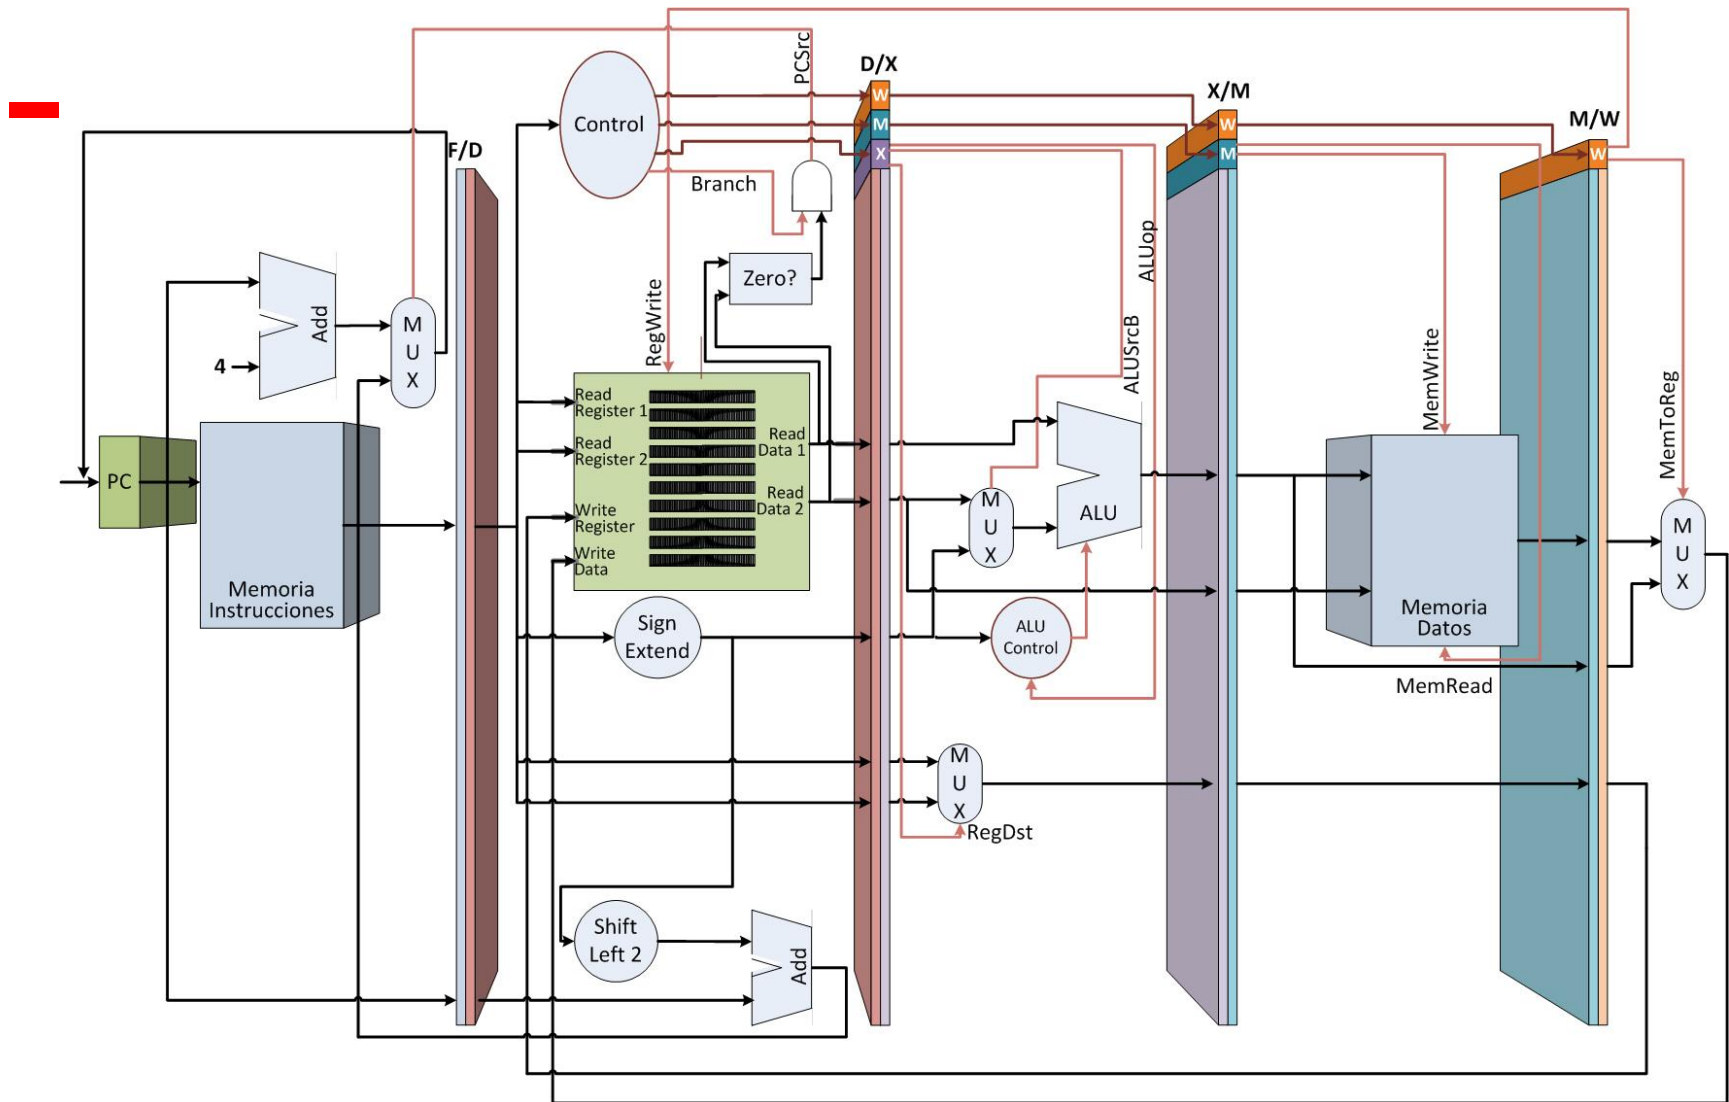 PCSrc
D/X
W
X/M
Control
M
W
M/W
F/D
X
M
W
Branch
Zero?
ALUop
RegWrite
Add
M
U
X
4
ALUSrcB
MemWrite
MemToReg
Read
Register 1
Read
Register 2
Read
Data 1
Read
Data 2
Write
Register
Write
Data
PC
Memoria
Instrucciones
M
U
X
ALU
M
U
X
Sign
Extend
ALU
Control
Memoria
Datos
MemRead
M
U
X
RegDst
Shift
Left 2
Add